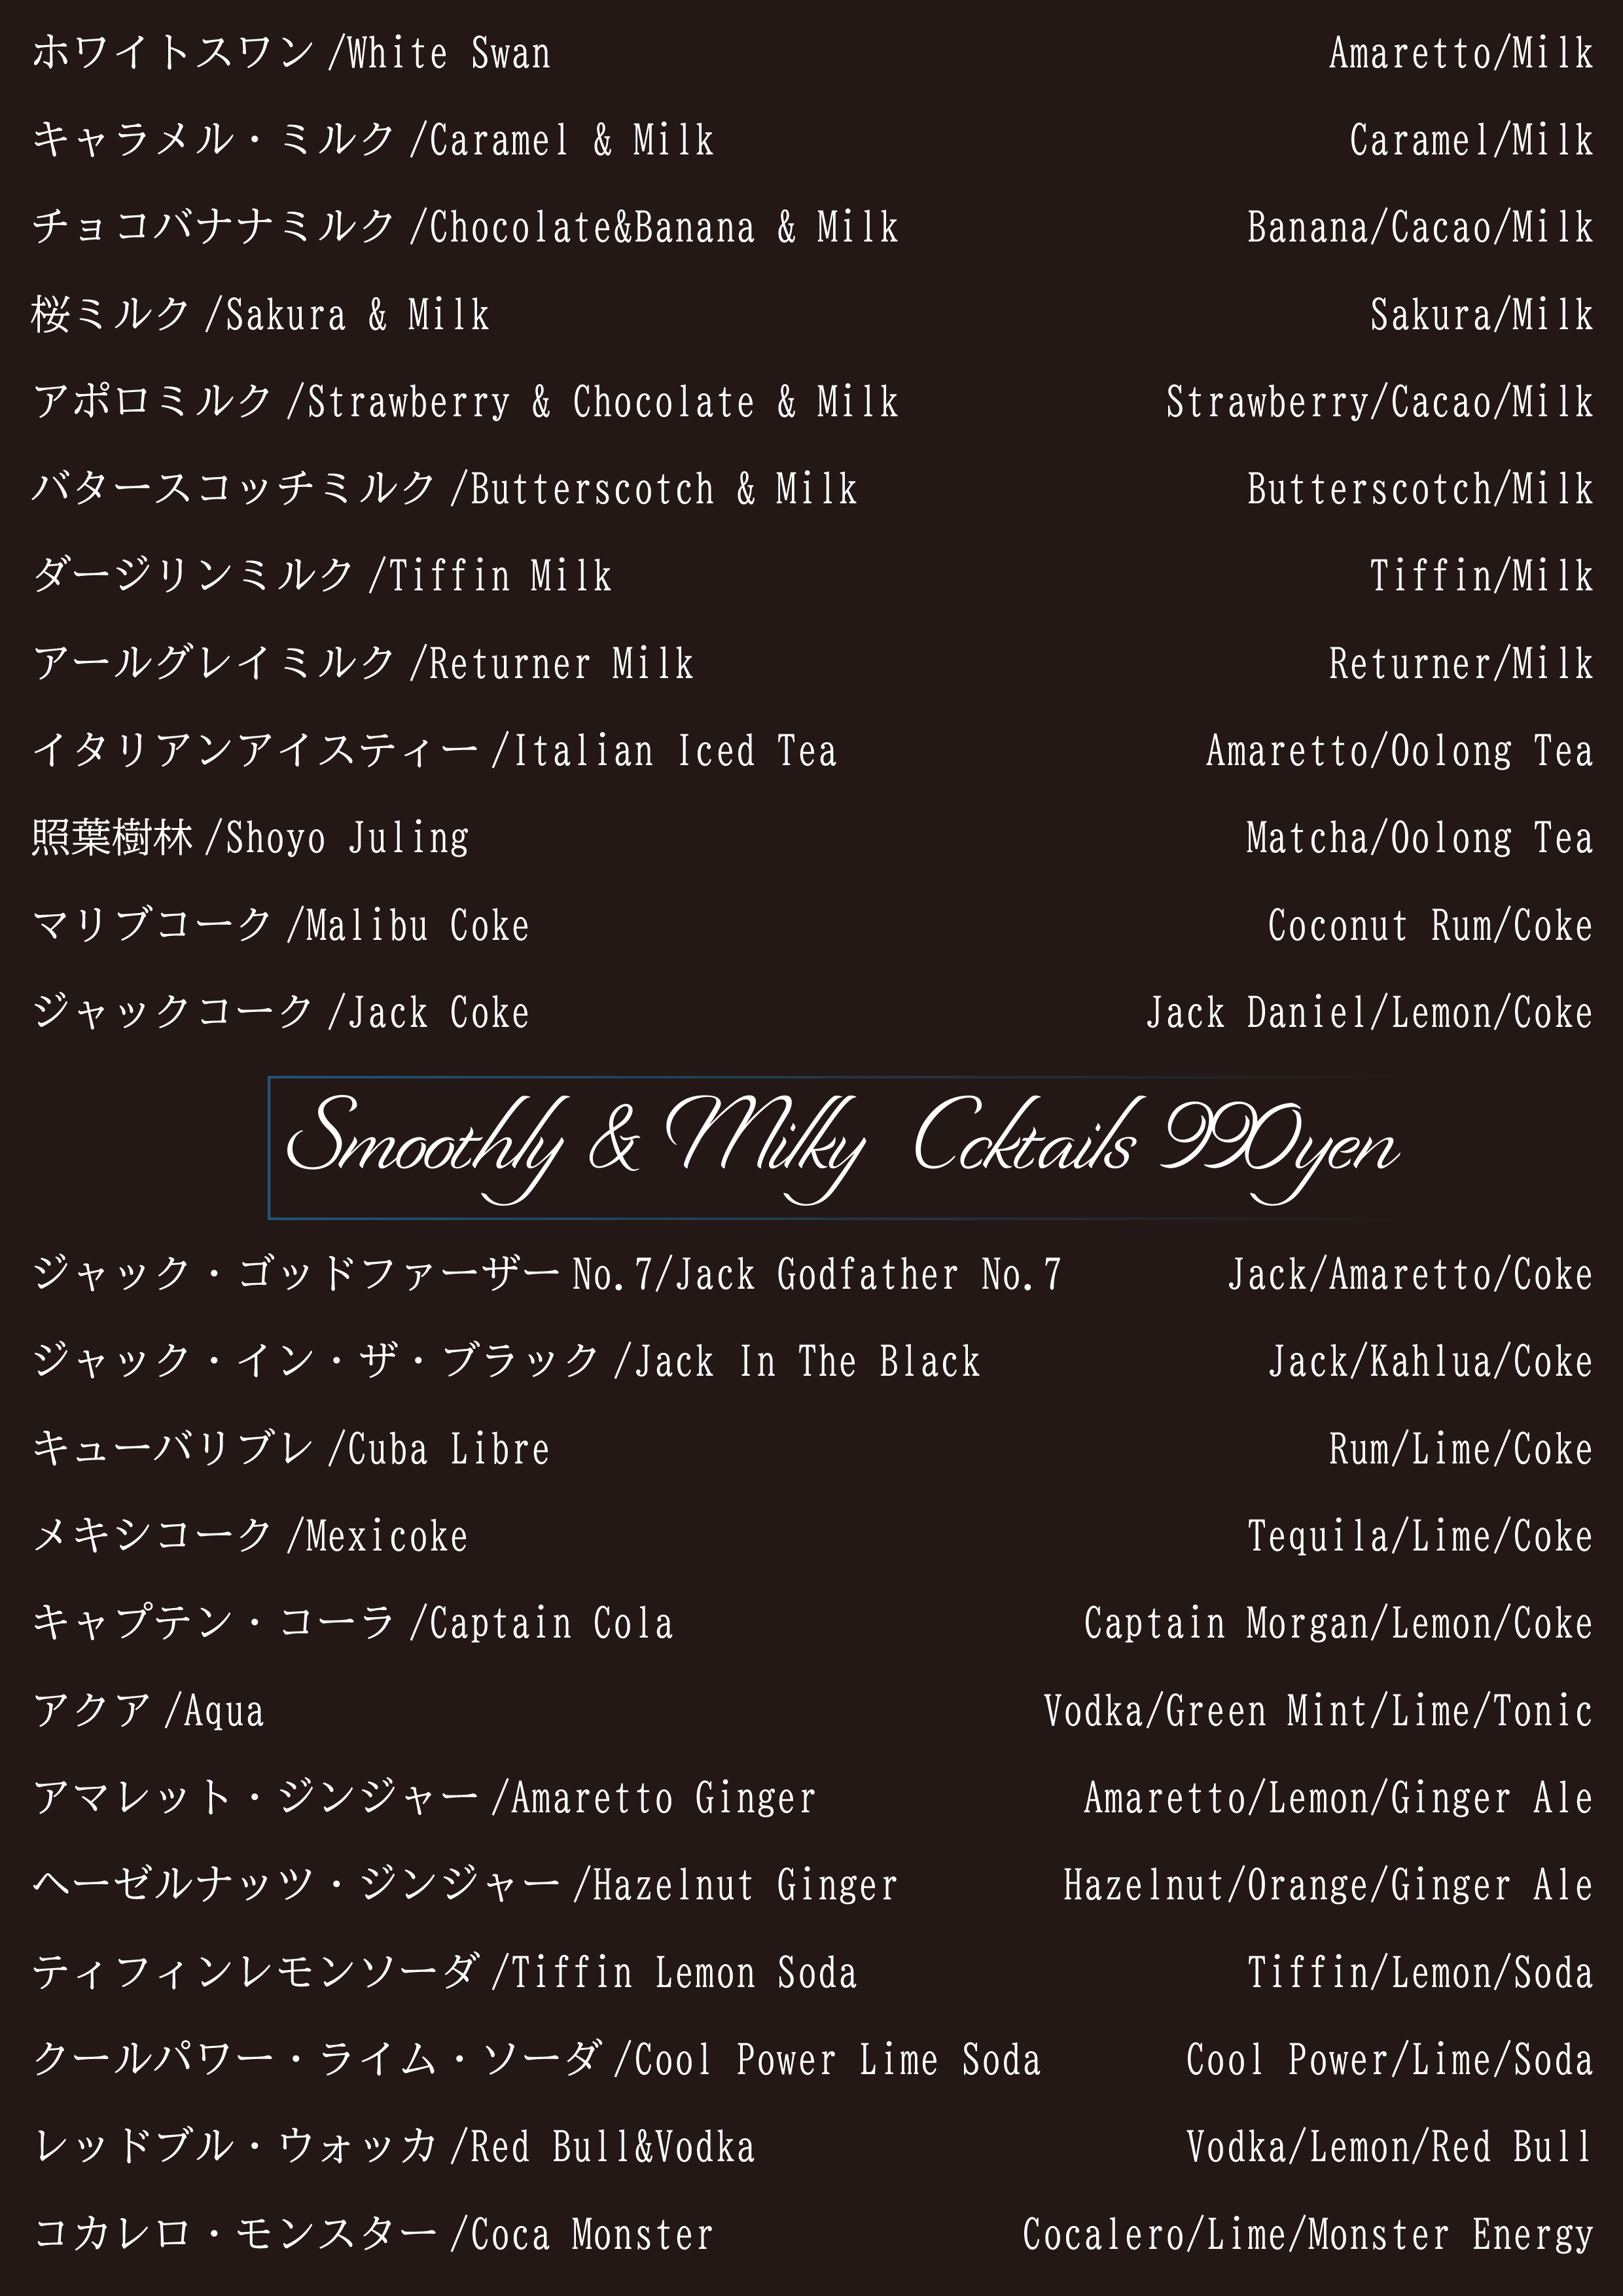 ホワイトスワン/White Swan Amaretto/Milk
キャラメル・ミルク/Caramel & Milk Caramel/Milk
チョコバナナミルク/Chocolate&Banana & Milk Banana/Cacao/Milk
桜ミルク/Sakura & Milk Sakura/Milk
アポロミルク/Strawberry & Chocolate & Milk Strawberry/Cacao/Milk
バタースコッチミルク/Butterscotch & Milk Butterscotch/Milk
ダージリンミルク/Tiffin Milk Tiffin/Milk
アールグレイミルク/Returner Milk Returner/Milk
イタリアンアイスティー/Italian Iced Tea Amaretto/Oolong Tea
照葉樹林/Shoyo Juling Matcha/Oolong Tea
マリブコーク/Malibu Coke Coconut Rum/Coke
ジャックコーク/Jack Coke Jack Daniel/Lemon/Coke
Smoothly & Milky Ccktails 990yen
ジャック・ゴッドファーザーNo.7/Jack Godfather No.7 Jack/Amaretto/Coke
ジャック・イン・ザ・ブラック/Jack In The Black Jack/Kahlua/Coke
キューバリブレ/Cuba Libre Rum/Lime/Coke
メキシコーク/Mexicoke Tequila/Lime/Coke
キャプテン・コーラ/Captain Cola Captain Morgan/Lemon/Coke
アクア/Aqua Vodka/Green Mint/Lime/Tonic
アマレット・ジンジャー/Amaretto Ginger Amaretto/Lemon/Ginger Ale
ヘーゼルナッツ・ジンジャー/Hazelnut Ginger Hazelnut/Orange/Ginger Ale
ティフィンレモンソーダ/Tiffin Lemon Soda Tiffin/Lemon/Soda
クールパワー・ライム・ソーダ/Cool Power Lime Soda Cool Power/Lime/Soda
レッドブル・ウォッカ/Red Bull&Vodka Vodka/Lemon/Red Bull
コカレロ・モンスター/Coca Monster Cocalero/Lime/Monster Energy